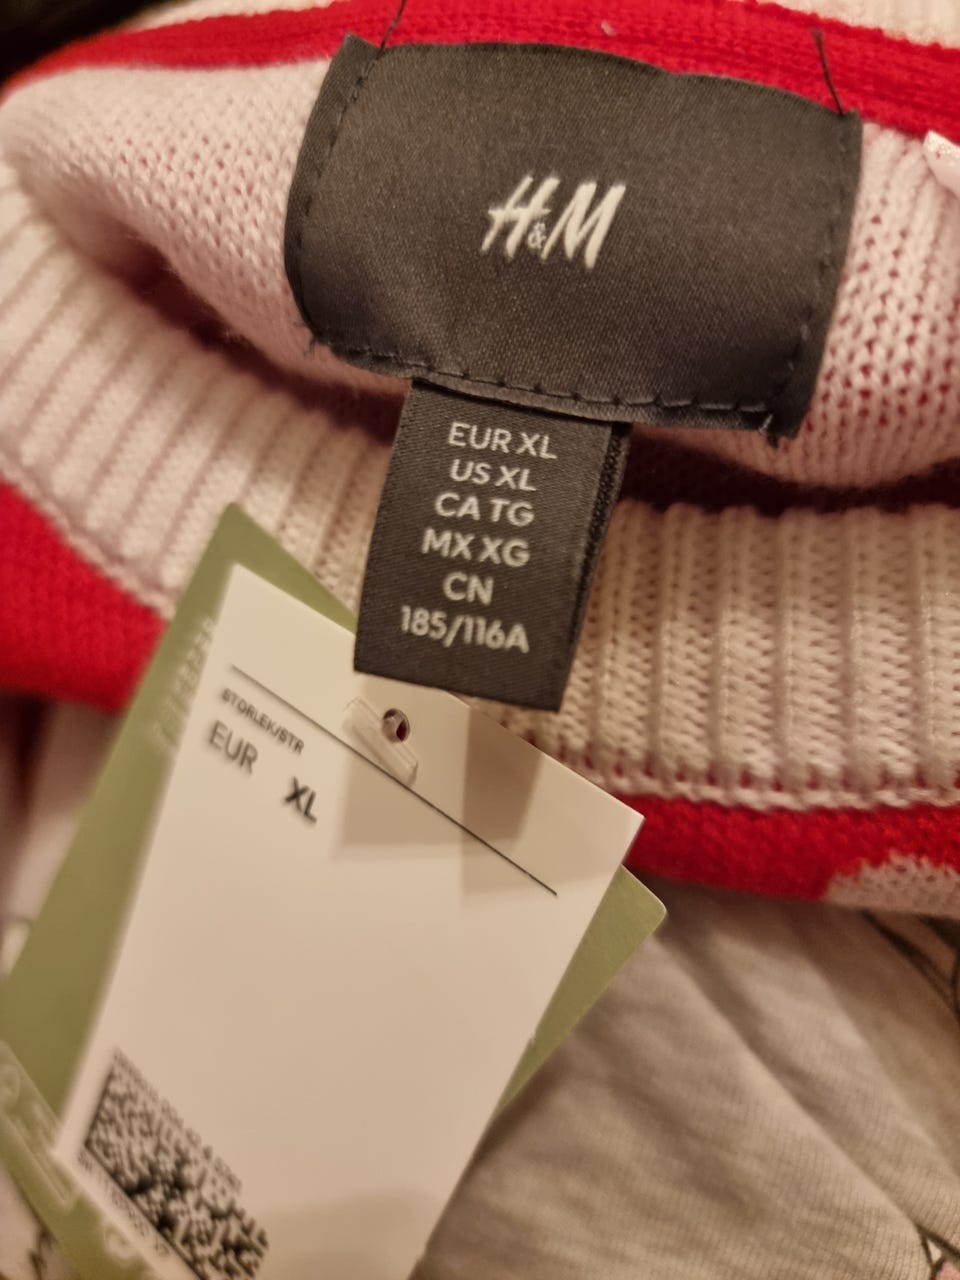 H&M
EUR XL
US XL
CA TG
MX XG
CN
185/116A
STORLEK/STR
EUR XL